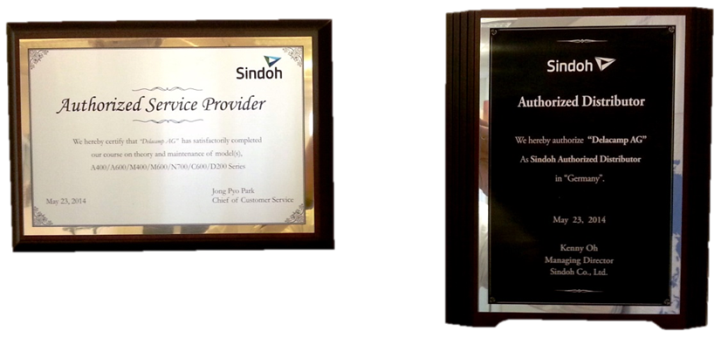 Sindoh
Authorized Service Provider
We hereby certify that "Delacamp AG" has satisfactorily completed
our course on theory and maintenance of model(s),
A400/A600/M400/M600/N700/C600/D200 Series
Jong Pyo Park
May 23, 2014 Chief of Customer Service
Sindoh
Authorized Distributor
We hereby authorize "Delacamp AG"
As Sindoh Authorized Distributor
in "Germany".
May 23, 2014
Kenny Oh
Managing Director
Sindoh Co., Ltd.